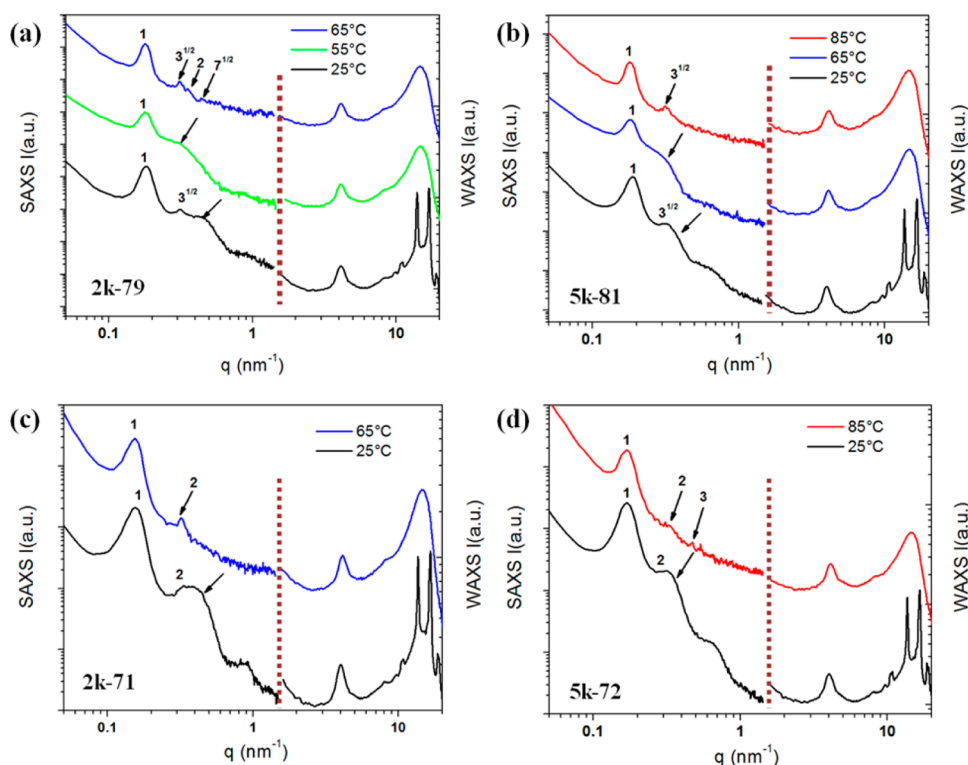 (a)
SAXS I(a.u.)
1
3^1/2
2
7^1/2
65°C
55°C
25°C
1
1
3^1/2
2k-79
WAXS I(a.u.)
0.1 1 10
q (nm^-1)
(b)
SAXS I(a.u.)
1
3^1/2
85°C
65°C
25°C
1
1
3^1/2
5k-81
WAXS I(a.u.)
0.1 1 10
q (nm^-1)
(c)
SAXS I(a.u.)
1
2
65°C
25°C
1
2
2k-71
WAXS I(a.u.)
0.1 1 10
q (nm^-1)
(d)
SAXS I(a.u.)
1
2
3
85°C
25°C
1
2
5k-72
WAXS I(a.u.)
0.1 1 10
q (nm^-1)